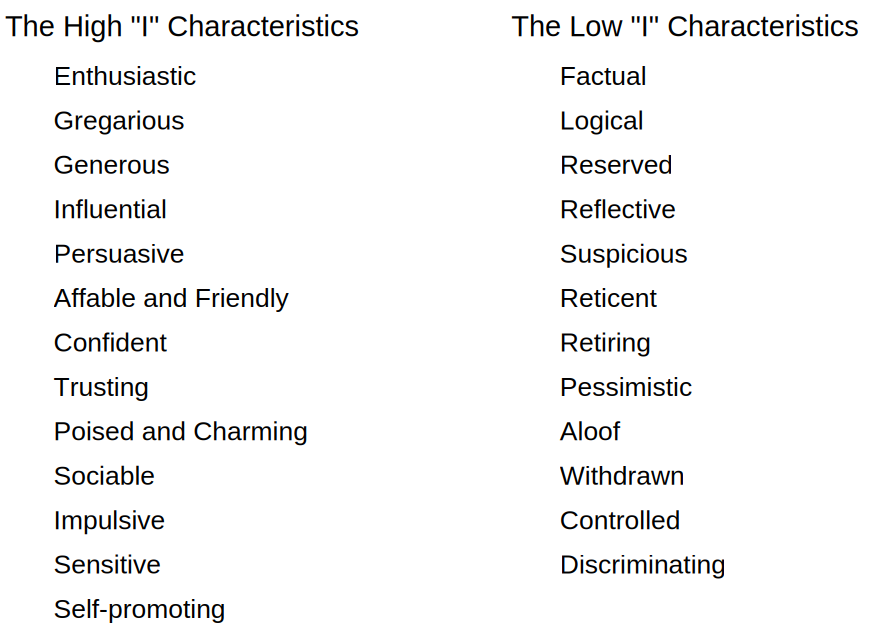 The High "I" Characteristics
Enthusiastic
Gregarious
Generous
Influential
Persuasive
Affable and Friendly
Confident
Trusting
Poised and Charming
Sociable
Impulsive
Sensitive
Self-promoting
The Low "I" Characteristics
Factual
Logical
Reserved
Reflective
Suspicious
Reticent
Retiring
Pessimistic
Aloof
Withdrawn
Controlled
Discriminating